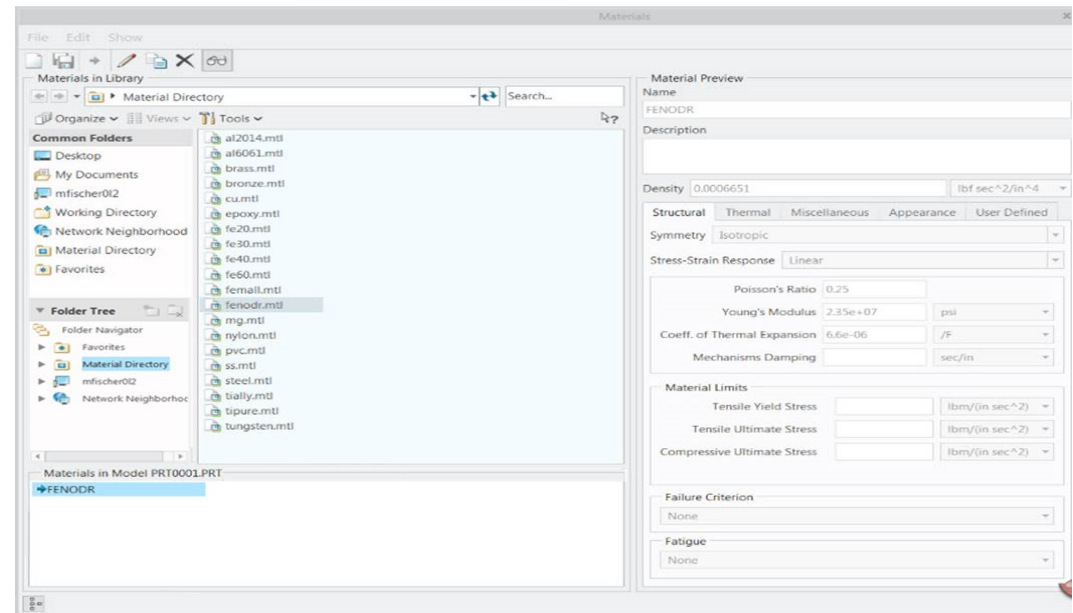 Materials
File Edit Show
Materials in Library
Material Directory
Search...
Organize Views Tools
Common Folders
Desktop
My Documents
mfischer0l2
Working Directory
Network Neighborhood
Material Directory
Favorites
Folder Tree
Folder Navigator
Favorites
Material Directory
mfischer0l2
Network Neighborhoc
al2014.mtl
al6061.mtl
brass.mtl
bronze.mtl
cu.mtl
epoxy.mtl
fe20.mtl
fe30.mtl
fe40.mtl
fe60.mtl
femall.mtl
fenodr.mtl
mg.mtl
nylon.mtl
pvc.mtl
ss.mtl
steel.mtl
tially.mtl
tipure.mtl
tungsten.mtl
Materials in Model PRT0001.PRT
FENODR
Material Preview
Name
FENODR
Description
Density 0.0006651 lbf sec^2/in^4
Structural Thermal Miscellaneous Appearance User Defined
Symmetry Isotropic
Stress-Strain Response Linear
Poisson's Ratio 0.25
Young's Modulus 2.35e+07 psi
Coeff. of Thermal Expansion 6.6e-06 /F
Mechanisms Damping sec/in
Material Limits
Tensile Yield Stress lbm/(in sec^2)
Tensile Ultimate Stress lbm/(in sec^2)
Compressive Ultimate Stress lbm/(in sec^2)
Failure Criterion
None
Fatigue
None